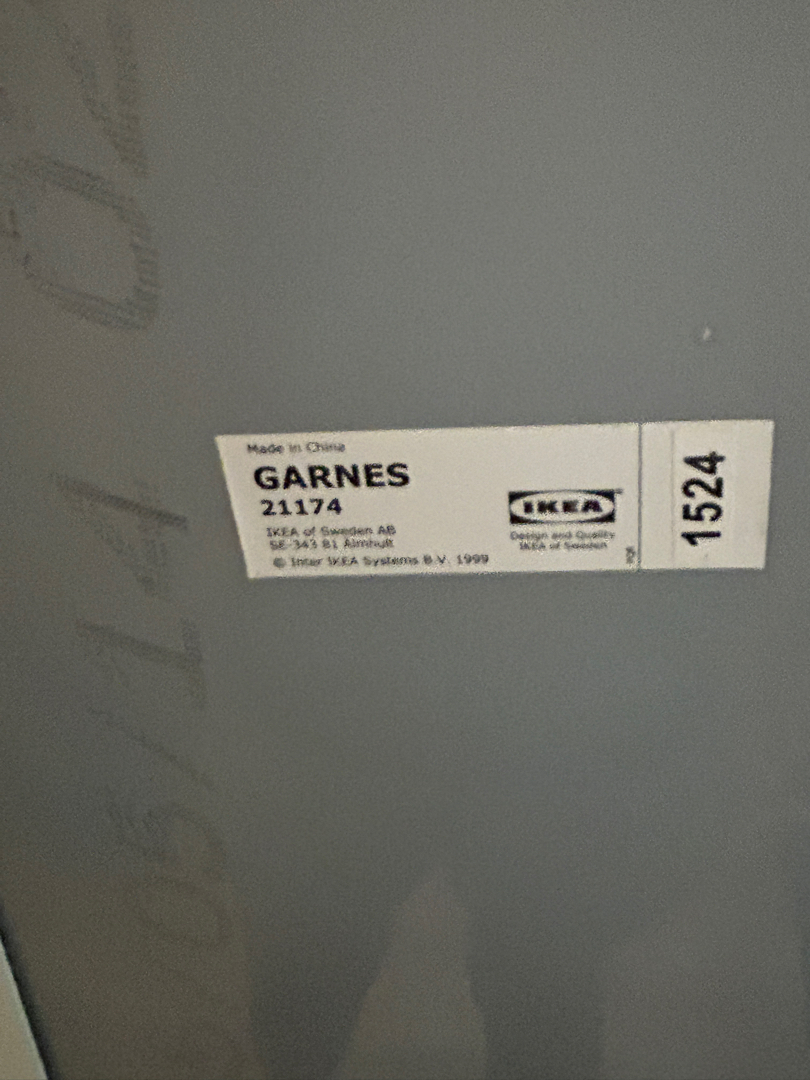 Made in China
GARNES
21174
IKEA of Sweden AB
SE-343 81 Älmhult
© Inter IKEA Systems B.V. 1999
IKEA
Design and Quality
IKEA of Sweden
1524